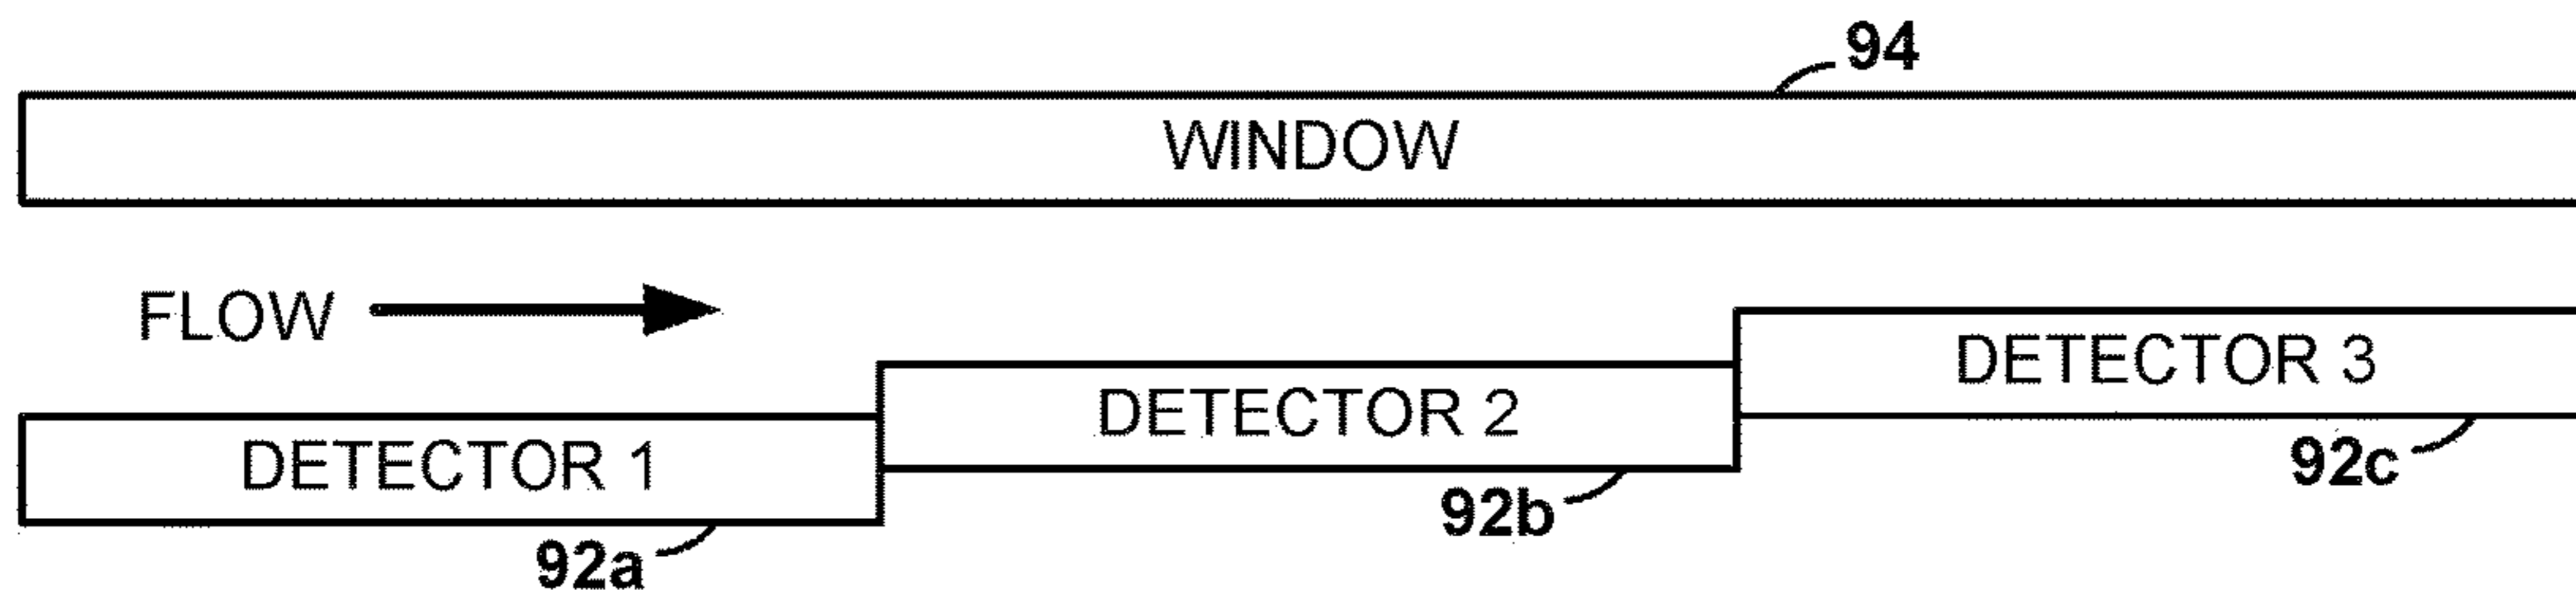 94
WINDOW
FLOW
DETECTOR 3
DETECTOR 2
DETECTOR 1
92c
92b
92a